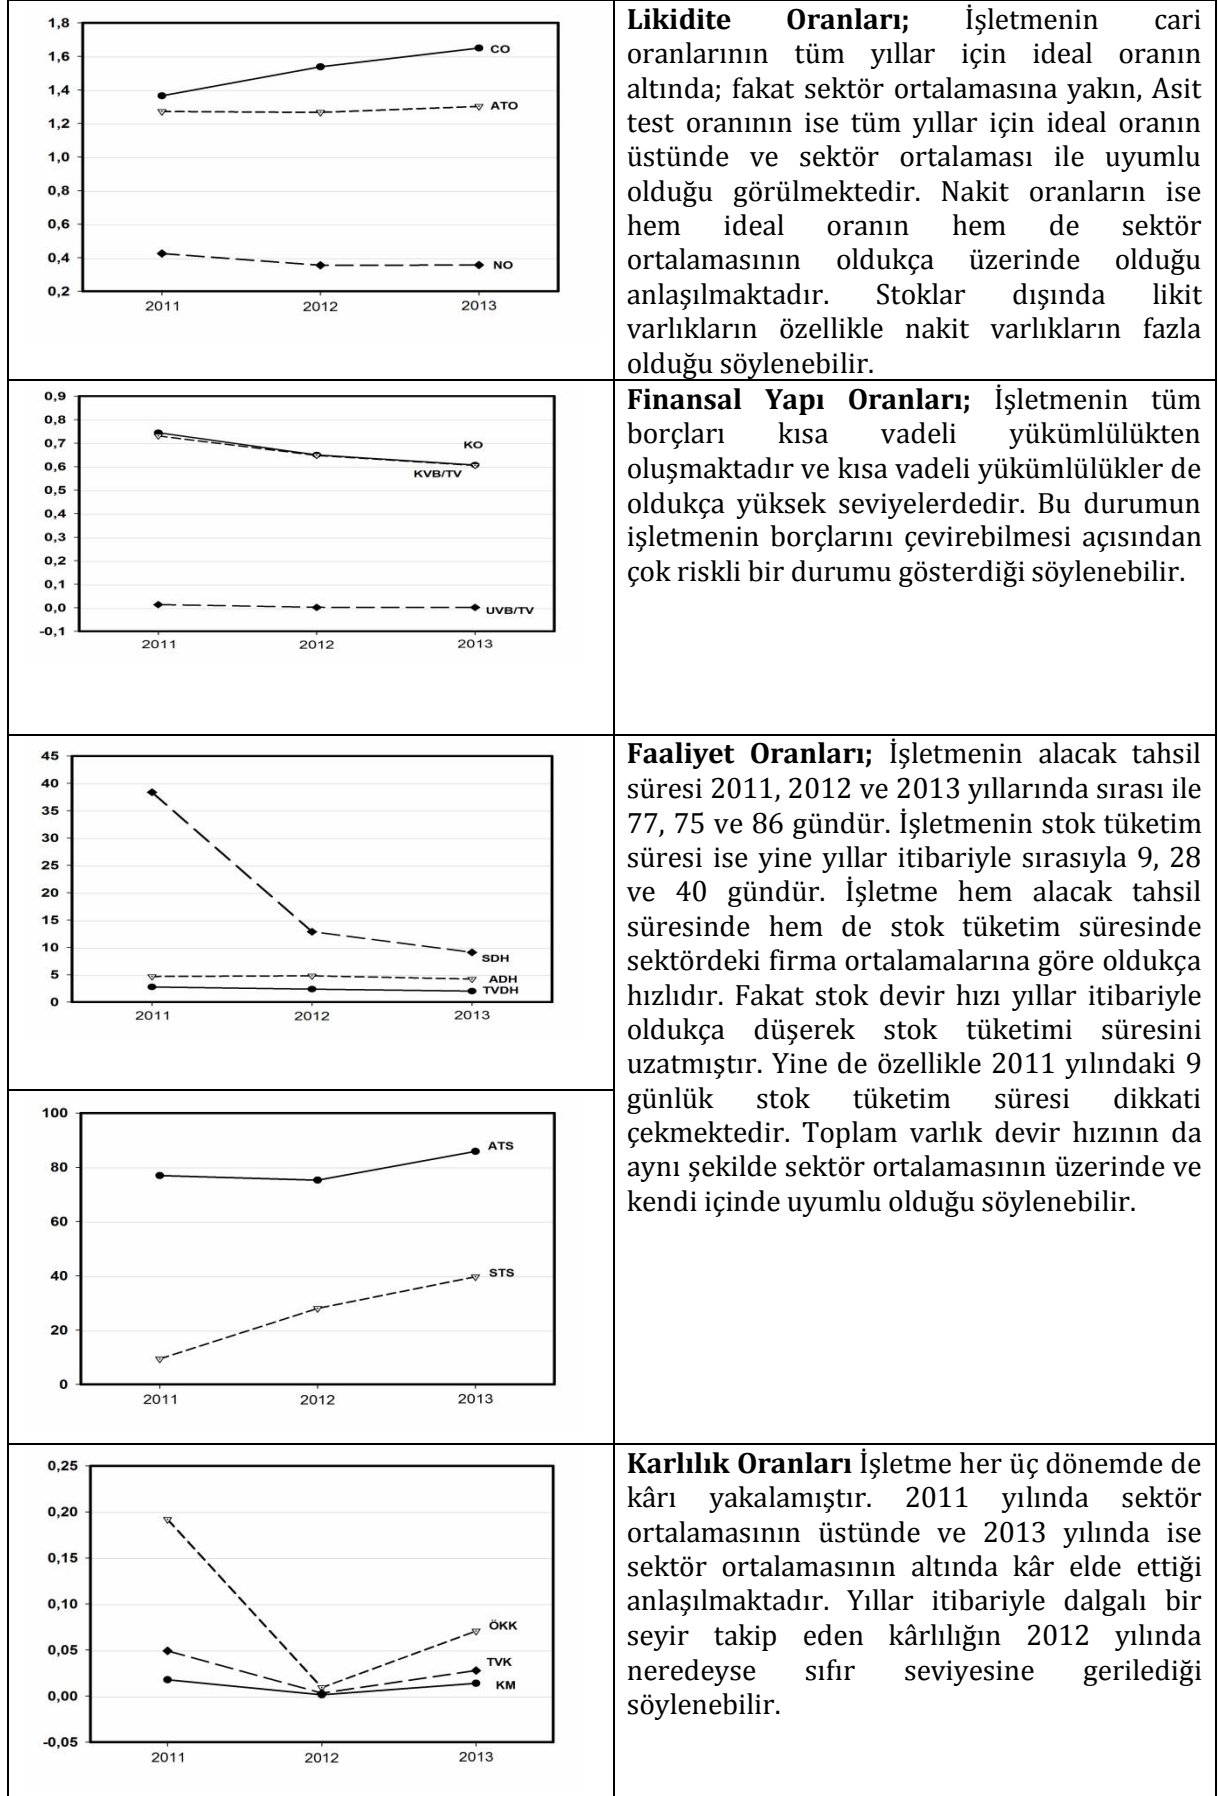 1,8
1,6
1,4
1,2
1,0
0,8
0,6
0,4
0,2
CO
ATO
NO
2011
2012
2013
Likidite Oranları; İşletmenin cari
oranlarının tüm yıllar için ideal oranın
altında; fakat sektör ortalamasına yakın, Asit
test oranının ise tüm yıllar için ideal oranın
üstünde ve sektör ortalaması ile uyumlu
olduğu görülmektedir. Nakit oranların ise
hem ideal oranın hem de sektör
ortalamasının oldukça üzerinde olduğu
anlaşılmaktadır. Stoklar dışında likit
varlıkların özellikle nakit varlıkların fazla
olduğu söylenebilir.
0,9
0,8
0,7
0,6
0,5
0,4
0,3
0,2
0,1
0,0
-0,1
KO
KVB/TV
UVB/TV
2011
2012
2013
Finansal Yapı Oranları; İşletmenin tüm
borçları kısa vadeli yükümlülükten
oluşmaktadır ve kısa vadeli yükümlülükler de
oldukça yüksek seviyelerdedir. Bu durumun
işletmenin borçlarını çevirebilmesi açısından
çok riskli bir durumu gösterdiği söylenebilir.
45
40
35
30
25
20
15
10
5
0
SDH
ADH
TVDH
2011
2012
2013
100
80
60
40
20
0
ATS
STS
2011
2012
2013
Faaliyet Oranları; İşletmenin alacak tahsil
süresi 2011, 2012 ve 2013 yıllarında sırası ile
77, 75 ve 86 gündür. İşletmenin stok tüketim
süresi ise yine yıllar itibariyle sırasıyla 9, 28
ve 40 gündür. İşletme hem alacak tahsil
süresinde hem de stok tüketim süresinde
sektördeki firma ortalamalarına göre oldukça
hızlıdır. Fakat stok devir hızı yıllar itibariyle
oldukça düşerek stok tüketimi süresini
uzatmıştır. Yine de özellikle 2011 yılındaki 9
günlük stok tüketim süresi dikkati
çekmektedir. Toplam varlık devir hızının da
aynı şekilde sektör ortalamasının üzerinde ve
kendi içinde uyumlu olduğu söylenebilir.
0,25
0,20
0,15
0,10
0,05
0,00
-0,05
ÖKK
TVK
KM
2011
2012
2013
Karlılık Oranları İşletme her üç dönemde de
kârı yakalamıştır. 2011 yılında sektör
ortalamasının üstünde ve 2013 yılında ise
sektör ortalamasının altında kâr elde ettiği
anlaşılmaktadır. Yıllar itibariyle dalgalı bir
seyir takip eden kârlılığın 2012 yılında
neredeyse sıfır seviyesine gerilediği
söylenebilir.